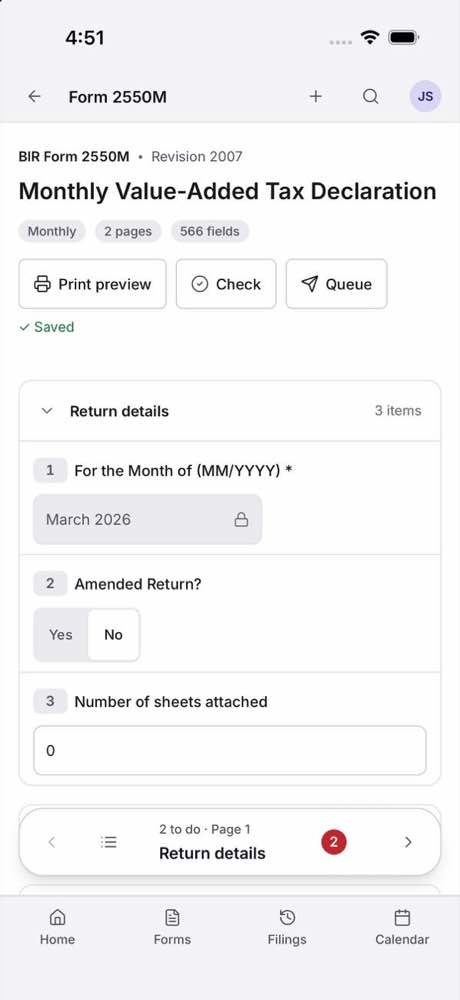 4:51
Form 2550M
JS
BIR Form 2550M • Revision 2007
Monthly Value-Added Tax Declaration
Monthly 2 pages 566 fields
Print preview Check Queue
Saved
Return details 3 items
1 For the Month of (MM/YYYY) *
March 2026
2 Amended Return?
Yes No
3 Number of sheets attached
0
2 to do · Page 1
Return details
2
Home Forms Filings Calendar